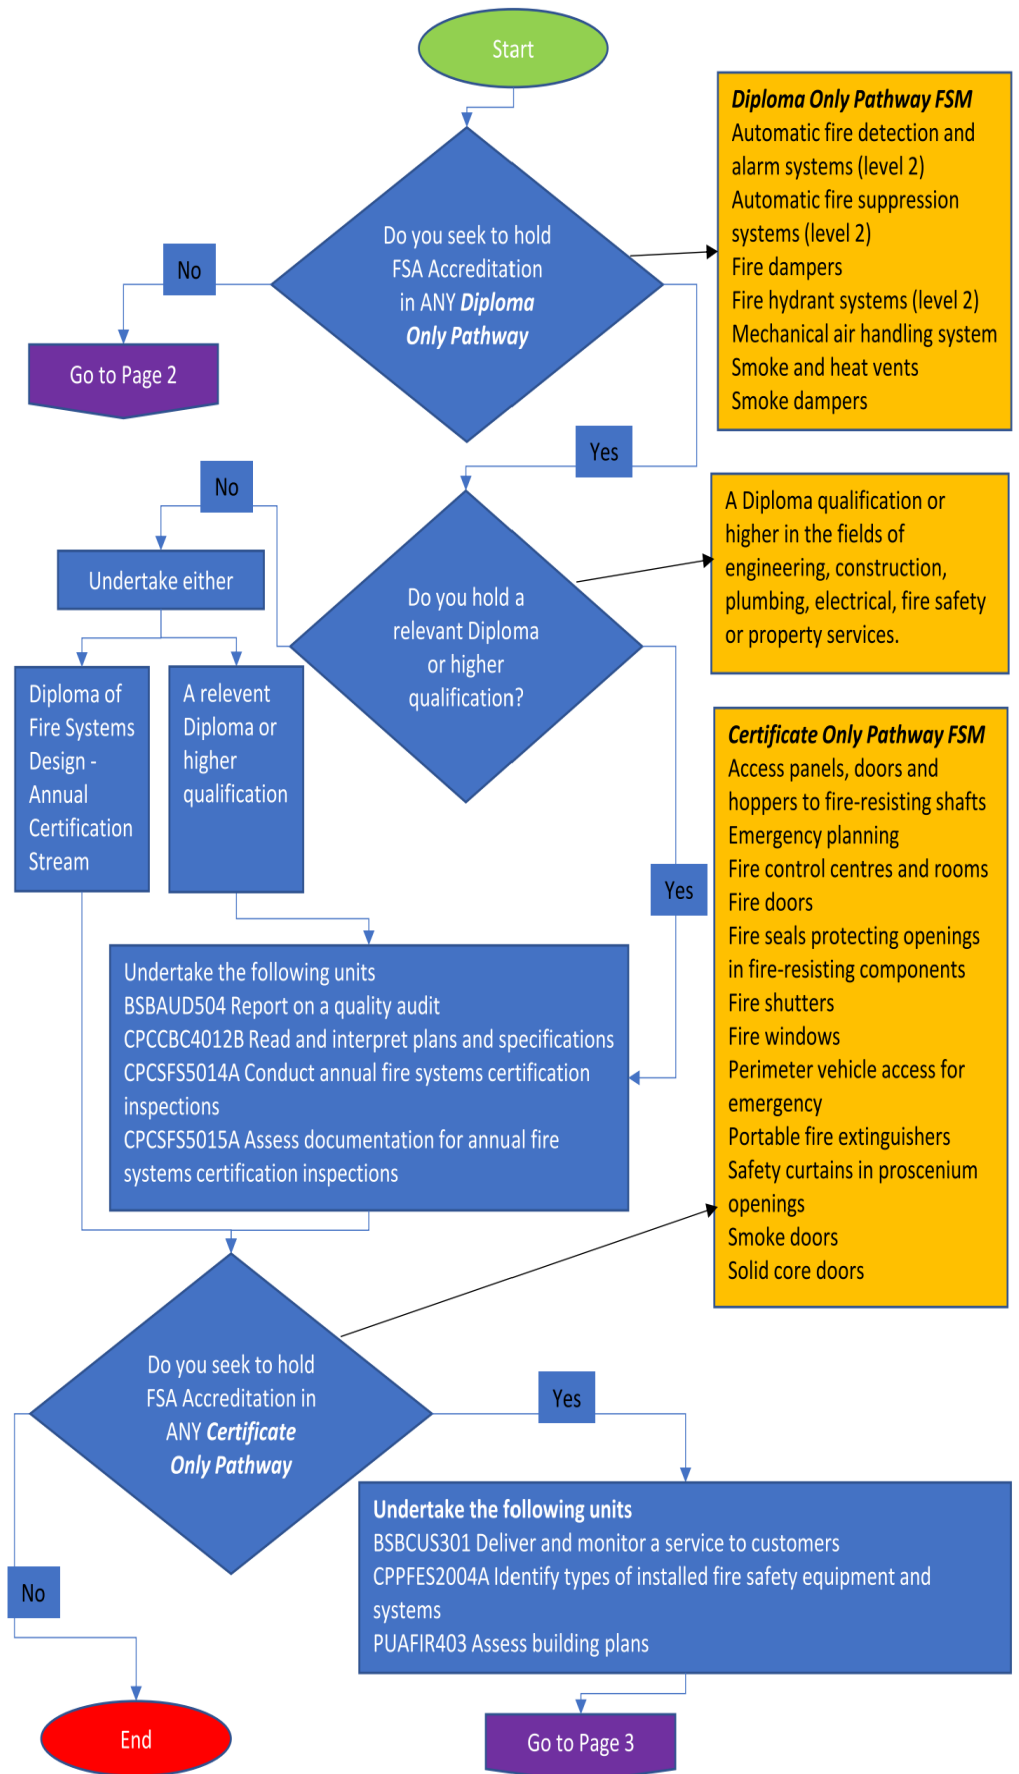 Start
Diploma Only Pathway FSM
Automatic fire detection and
alarm systems (level 2)
Automatic fire suppression
systems (level 2)
Fire dampers
Fire hydrant systems (level 2)
Mechanical air handling system
Smoke and heat vents
Smoke dampers
Do you seek to hold
FSA Accreditation
in ANY Diploma
Only Pathway
No
Go to Page 2
Yes
No
Undertake either
Do you hold a
relevant Diploma
or higher
qualification?
A Diploma qualification or
higher in the fields of
engineering, construction,
plumbing, electrical, fire safety
or property services.
Diploma of
Fire Systems
Design -
Annual
Certification
Stream
A relevent
Diploma or
higher
qualification
Yes
Certificate Only Pathway FSM
Access panels, doors and
hoppers to fire-resisting shafts
Emergency planning
Fire control centres and rooms
Fire doors
Fire seals protecting openings
in fire-resisting components
Fire shutters
Fire windows
Perimeter vehicle access for
emergency
Portable fire extinguishers
Safety curtains in proscenium
openings
Smoke doors
Solid core doors
Undertake the following units
BSBAUD504 Report on a quality audit
CPCCBC4012B Read and interpret plans and specifications
CPCSFS5014A Conduct annual fire systems certification
inspections
CPCSFS5015A Assess documentation for annual fire
systems certification inspections
Do you seek to hold
FSA Accreditation in
ANY Certificate
Only Pathway
Yes
No
Undertake the following units
BSBCUS301 Deliver and monitor a service to customers
CPPFES2004A Identify types of installed fire safety equipment and
systems
PUAFIR403 Assess building plans
End
Go to Page 3